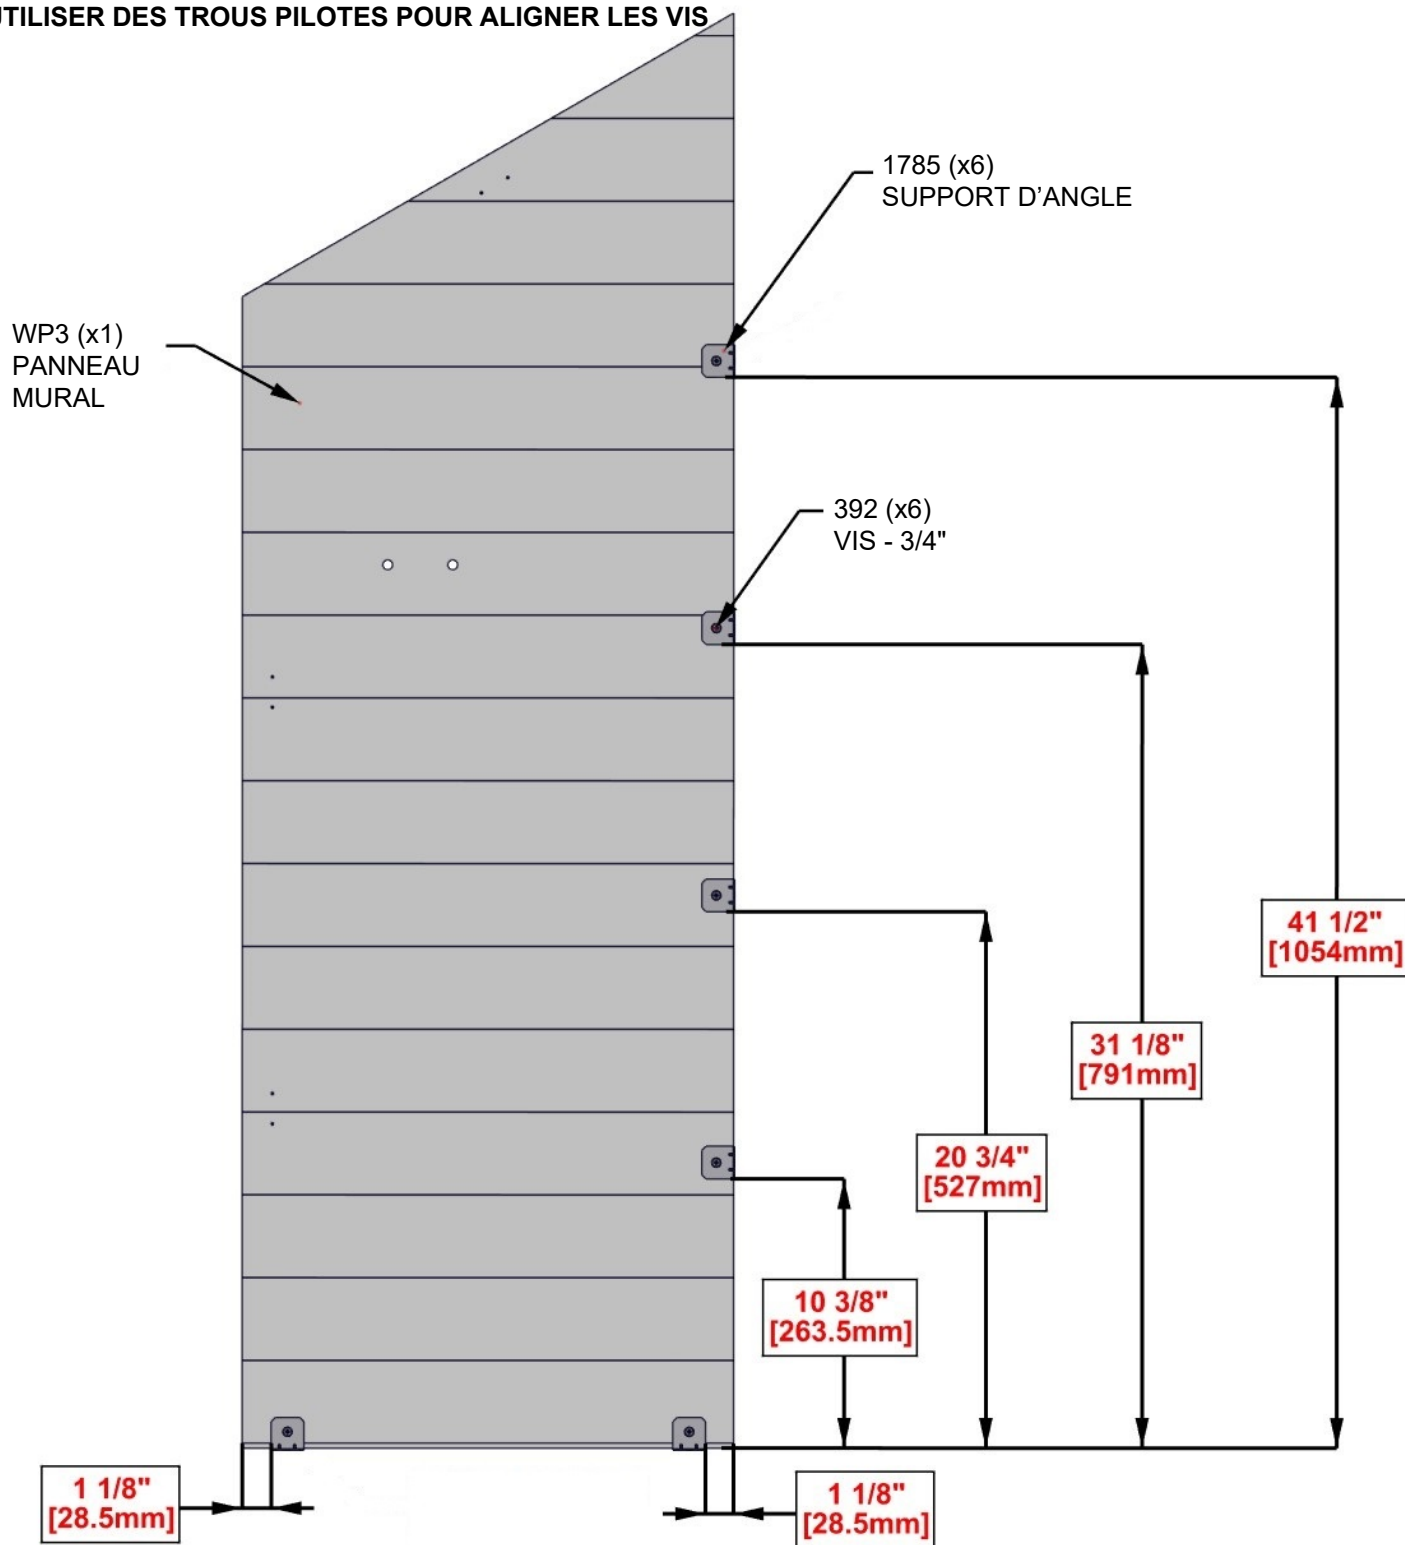 UTILISER DES TROUS PILOTES POUR ALIGNER LES VIS
1785 (x6)
SUPPORT D’ANGLE
WP3 (x1)
PANNEAU
MURAL
392 (x6)
VIS - 3/4"
41 1/2"
[1054mm]
31 1/8"
[791mm]
20 3/4"
[527mm]
10 3/8"
[263.5mm]
1 1/8"
[28.5mm]
1 1/8"
[28.5mm]